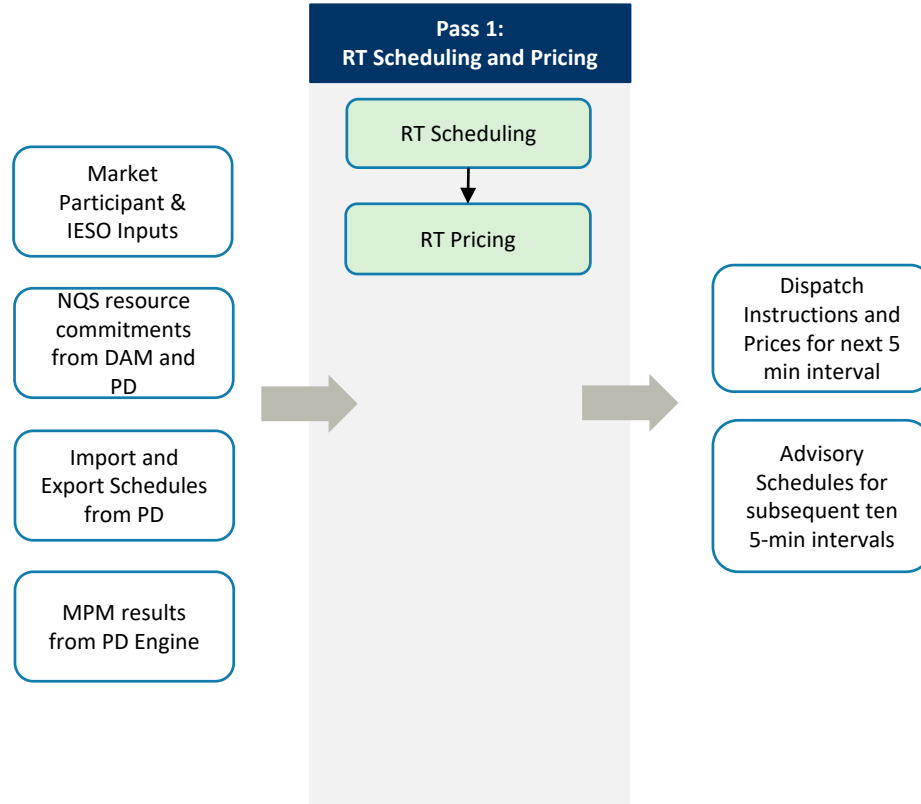 Pass 1:
RT Scheduling and Pricing
RT Scheduling
RT Pricing
Market
Participant &
IESO Inputs
NQS resource
commitments
from DAM and
PD
Import and
Export Schedules
from PD
MPM results
from PD Engine
Dispatch
Instructions and
Prices for next 5
min interval
Advisory
Schedules for
subsequent ten
5-min intervals